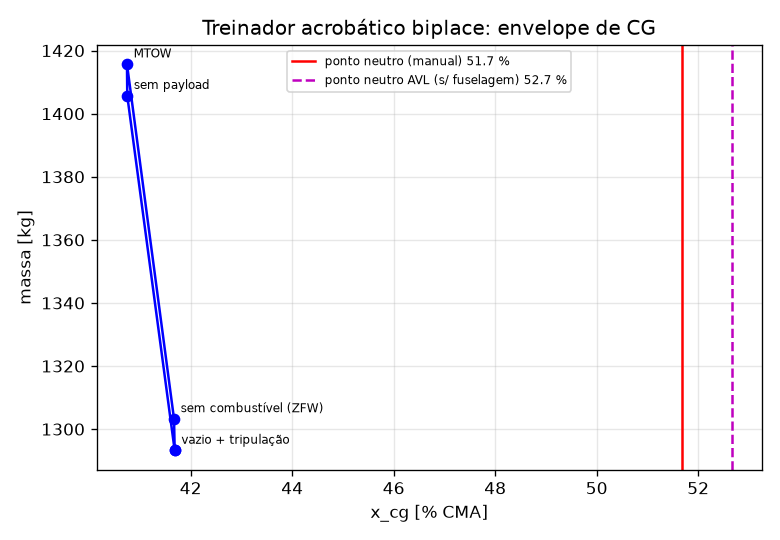 Treinador acrobático biplace: envelope de CG
ponto neutro (manual) 51.7 %
ponto neutro AVL (s/ fuselagem) 52.7 %
MTOW
sem payload
sem combustível (ZFW)
vazio + tripulação
massa [kg]
1420
1400
1380
1360
1340
1320
1300
42 44 46 48 50 52
x_cg [% CMA]